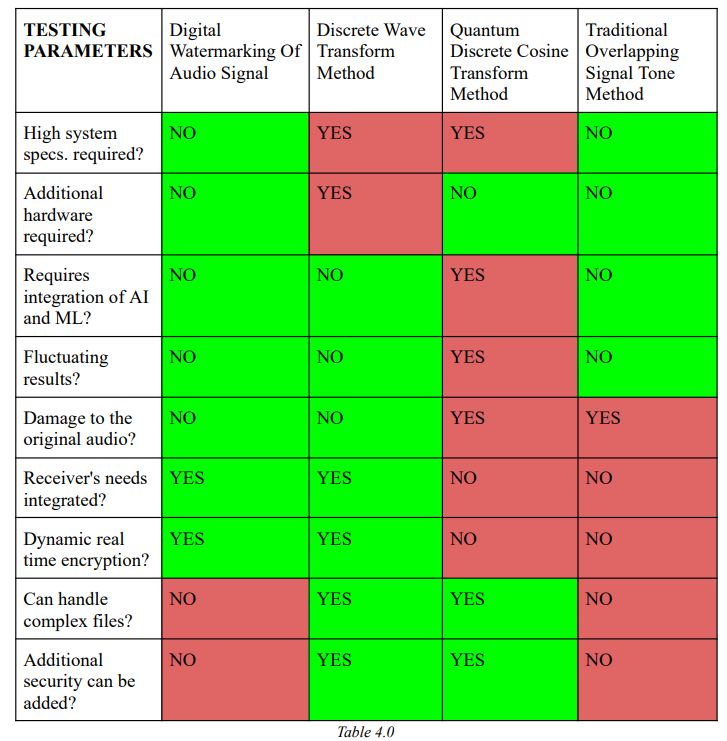 TESTING
PARAMETERS
Digital
Watermarking Of
Audio Signal
Discrete Wave
Transform
Method
Quantum
Discrete Cosine
Transform
Method
Traditional
Overlapping
Signal Tone
Method
High system
specs. required?
NO
YES
YES
NO
Additional
hardware
required?
NO
YES
NO
NO
Requires
integration of AI
and ML?
NO
NO
YES
NO
Fluctuating
results?
NO
NO
YES
NO
Damage to the
original audio?
NO
NO
YES
YES
Receiver's needs
integrated?
YES
YES
NO
NO
Dynamic real
time encryption?
YES
YES
NO
NO
Can handle
complex files?
NO
YES
YES
NO
Additional
security can be
added?
NO
YES
YES
NO
Table 4.0